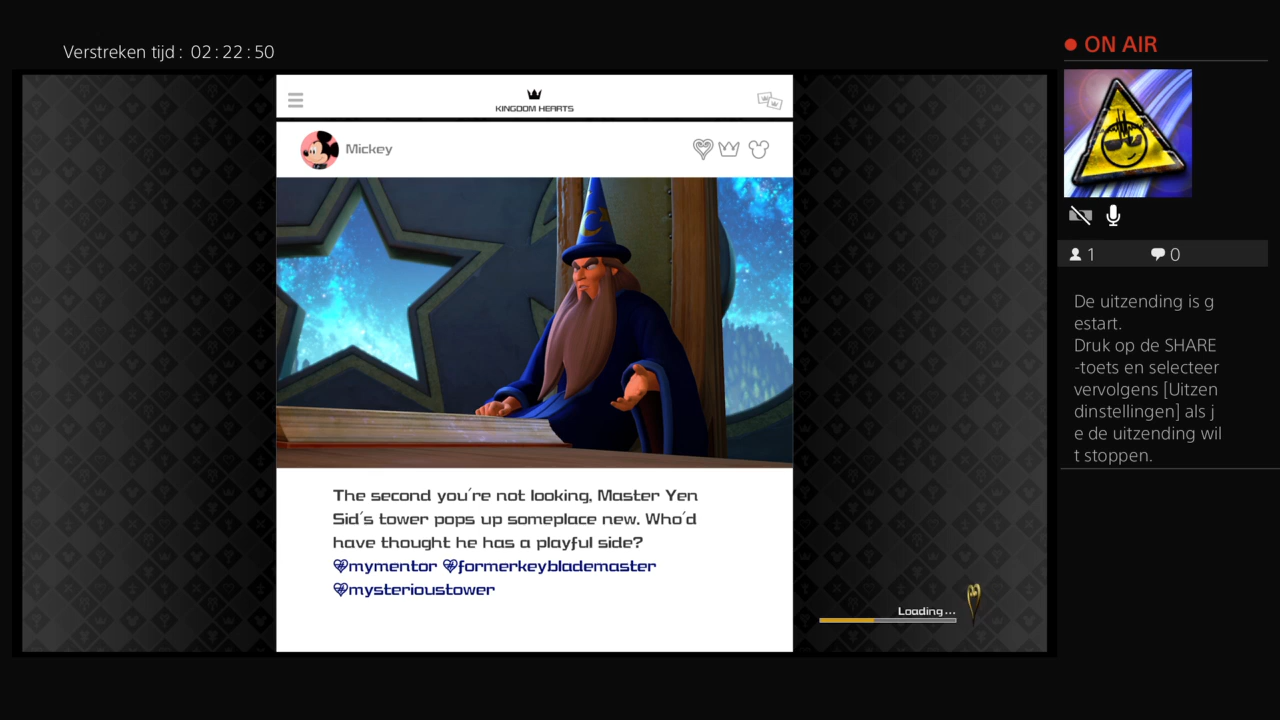 Verstreken tijd: 02:22:50
ON AIR
KINGDOM HEARTS
Mickey
1 0
De uitzending is g
estart.
Druk op de SHARE
-toets en selecteer
vervolgens [Uitzen
dinstellingen] als j
e de uitzending wil
t stoppen.
The second you're not looking, Master Yen
Sid's tower pops up someplace new. Who'd
have thought he has a playful side?
mymentor formerkeyblademaster
mysterioustower
Loading...